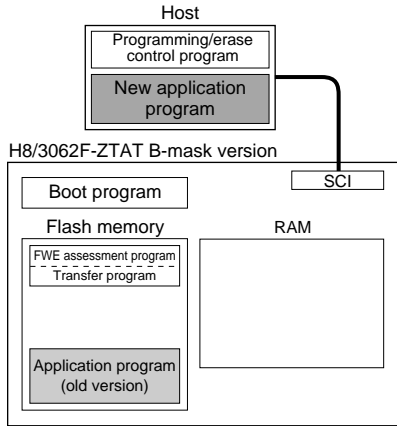 Host
Programming/erase
control program
New application
program
H8/3062F-ZTAT B-mask version
SCI
Boot program
Flash memory
RAM
FWE assessment program
Transfer program
Application program
(old version)